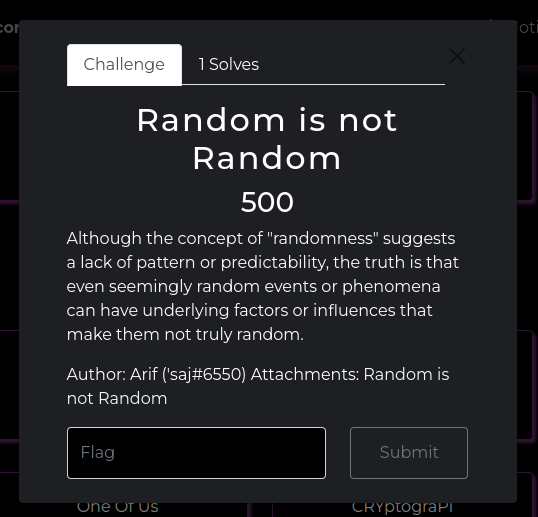 Challenge
1 Solves
Random is not
Random
500
Although the concept of "randomness" suggests
a lack of pattern or predictability, the truth is that
even seemingly random events or phenomena
can have underlying factors or influences that
make them not truly random.
Author: Arif ('saj#6550) Attachments: Random is
not Random
Flag
Submit
One Of Us
CRYptograPI